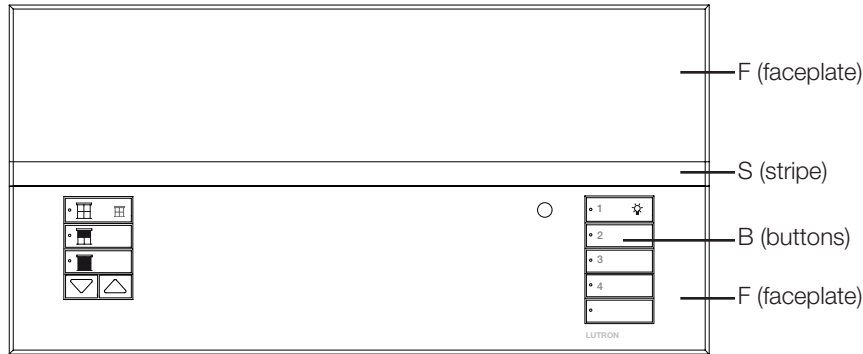 F (faceplate)
S (stripe)
1
2
B (buttons)
3
4
F (faceplate)
LUTRON